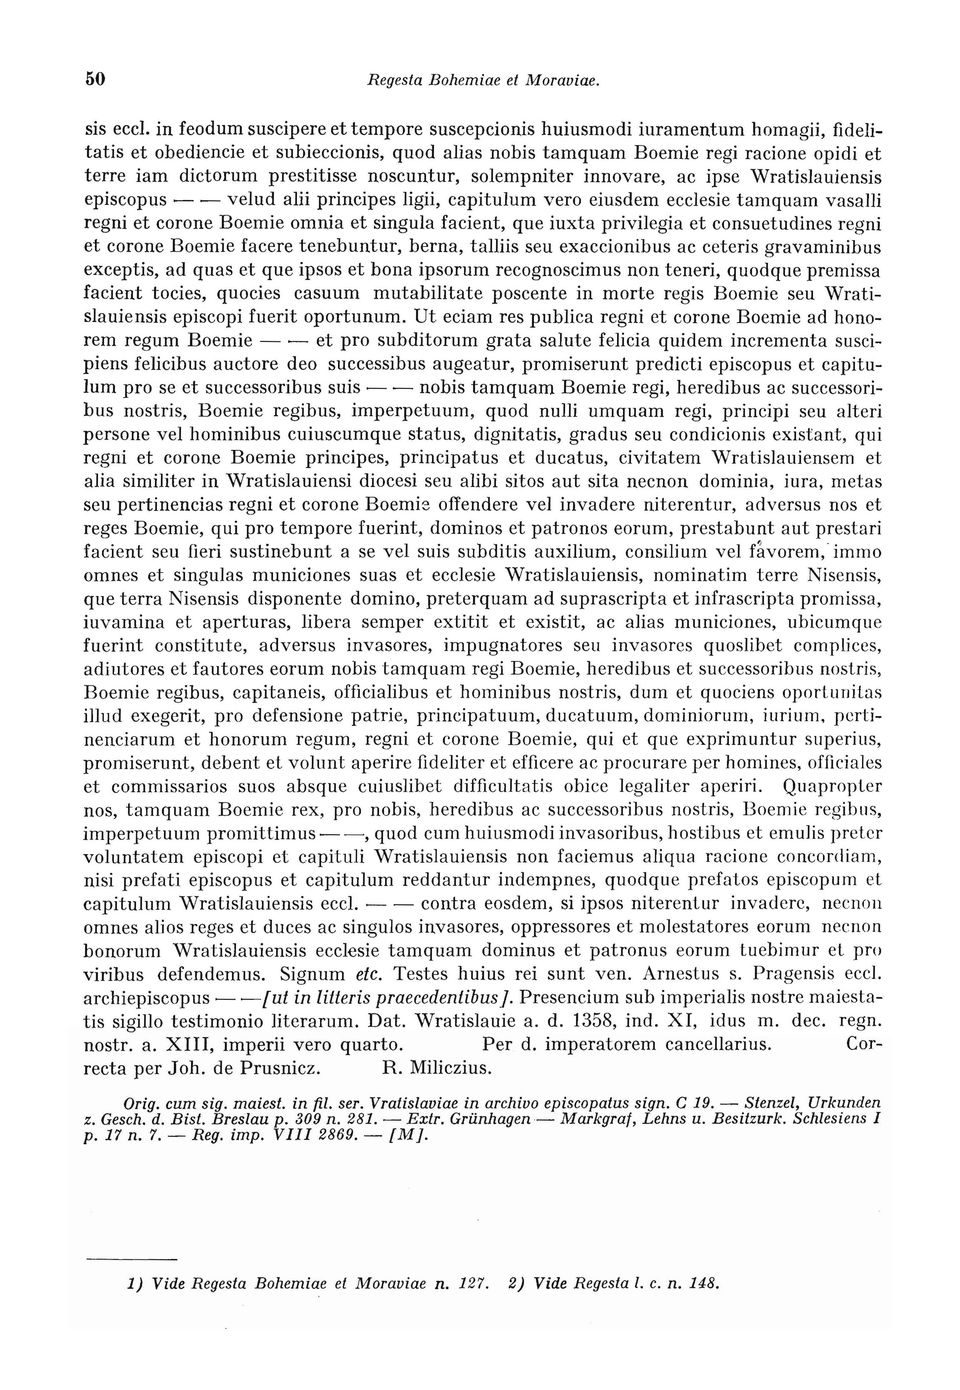 50 Regesta Bohemiae et Moraviae.
sis eccl. in feodum suscipere et tempore suscepcionis huiusmodi iuramentum homagii, fideli-
tatis et obediencie et subieccionis, quod alias nobis tamquam Boemie regi racione opidi et
terre iam dictorum prestitisse noscuntur, solempniter innovare, ac ipse Wratislauiensis
episcopus — — velud alii principes ligii, capitulum vero eiusdem ecclesie tamquam vasalli
regni et corone Boemie omnia et singula facient, que iuxta privilegia et consuetudines regni
et corone Boemie facere tenebuntur, berna, talliis seu exaccionibus ac ceteris gravaminibus
exceptis, ad quas et que ipsos et bona ipsorum recognoscimus non teneri, quodque premissa
facient tocies, quocies casuum mutabilitate poscente in morte regis Boemie seu Wrati-
slauiensis episcopi fuerit oportunum. Ut eciam res publica regni et corone Boemie ad hono-
rem regum Boemie — — et pro subditorum grata salute felicia quidem incrementa susci-
piens felicibus auctore deo successibus augeatur, promiserunt predicti episcopus et capitu-
lum pro se et successoribus suis — — nobis tamquam Boemie regi, heredibus ac successori-
bus nostris, Boemie regibus, imperpetuum, quod nulli umquam regi, principi seu alteri
persone vel hominibus cuiuscumque status, dignitatis, gradus seu condicionis existant, qui
regni et corone Boemie principes, principatus et ducatus, civitatem Wratislauiensem et
alia similiter in Wratislauiensi diocesi seu alibi sitos aut sita necnon dominia, iura, metas
seu pertinencias regni et corone Boemie offendere vel invadere niterentur, adversus nos et
reges Boemie, qui pro tempore fuerint, dominos et patronos eorum, prestabunt aut prestari
facient seu fieri sustinebunt a se vel suis subditis auxilium, consilium vel favorem, immo
omnes et singulas municiones suas et ecclesie Wratislauiensis, nominatim terre Nisensis,
que terra Nisensis disponente domino, preterquam ad suprascripta et infrascripta promissa,
iuvamina et aperturas, libera semper extitit et existit, ac alias municiones, ubicumque
fuerint constitute, adversus invasores, impugnatores seu invasores quoslibet complices,
adiutores et fautores eorum nobis tamquam regi Boemie, heredibus et successoribus nostris,
Boemie regibus, capitaneis, officialibus et hominibus nostris, dum et quociens oportunitas
illud exegerit, pro defensione patrie, principatuum, ducatuum, dominiorum, iurium, perti-
nenciarum et honorum regum, regni et corone Boemie, qui et que exprimuntur superius,
promiserunt, debent et volunt aperire fideliter et efficere ac procurare per homines, officiales
et commissarios suos absque cuiuslibet difficultatis obice legaliter aperiri. Quapropter
nos, tamquam Boemie rex, pro nobis, heredibus ac successoribus nostris, Boemie regibus,
imperpetuum promittimus — —, quod cum huiusmodi invasoribus, hostibus et emulis preter
voluntatem episcopi et capituli Wratislauiensis non faciemus aliqua racione concordiam,
nisi prefati episcopus et capitulum reddantur indempnes, quodque prefatos episcopum et
capitulum Wratislauiensis eccl. — — contra eosdem, si ipsos niterentur invadere, necnon
omnes alios reges et duces ac singulos invasores, oppressores et molestatores eorum necnon
bonorum Wratislauiensis ecclesie tamquam dominus et patronus eorum tuebimur et pro
viribus defendemus. Signum etc. Testes huius rei sunt ven. Arnestus s. Pragensis eccl.
archiepiscopus — —[ut in litteris praecedentibus]. Presencium sub imperialis nostre maiesta-
tis sigillo testimonio literarum. Dat. Wratislauie a. d. 1358, ind. XI, idus m. dec. regn.
nostr. a. XIII, imperii vero quarto. Per d. imperatorem cancellarius. Cor-
recta per Joh. de Prusnicz. R. Miliczius.
Orig. cum sig. maiest. in fil. ser. Vratislaviae in archivo episcopatus sign. C 19. — Stenzel, Urkunden
z. Gesch. d. Bist. Breslau p. 309 n. 281. — Extr. Grünhagen — Markgraf, Lehns u. Besitzurk. Schlesiens I
p. 17 n. 7. — Reg. imp. VIII 2869. — [M].
1) Vide Regesta Bohemiae et Moraviae n. 127. 2) Vide Regesta l. c. n. 148.